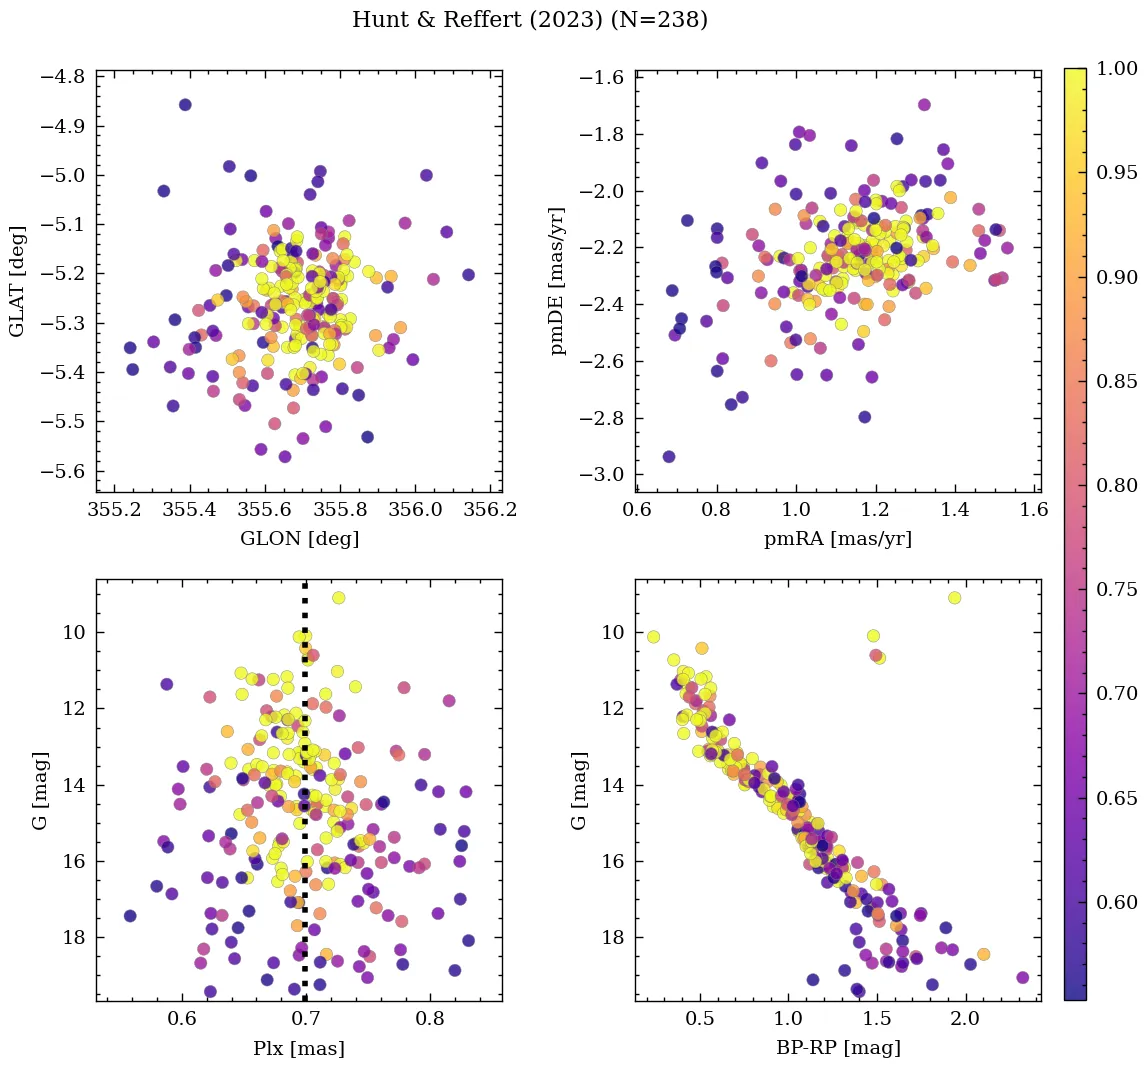 Hunt & Reffert (2023) (N=238)
−4.8
−4.9
−5.0
−5.1
−5.2
−5.3
−5.4
−5.5
−5.6
GLAT [deg]
355.2 355.4 355.6 355.8 356.0 356.2
GLON [deg]
−1.6
−1.8
−2.0
−2.2
−2.4
−2.6
−2.8
−3.0
pmDE [mas/yr]
0.6 0.8 1.0 1.2 1.4 1.6
pmRA [mas/yr]
10
12
14
16
18
G [mag]
0.6 0.7 0.8
Plx [mas]
10
12
14
16
18
G [mag]
0.5 1.0 1.5 2.0
BP-RP [mag]
1.00
0.95
0.90
0.85
0.80
0.75
0.70
0.65
0.60